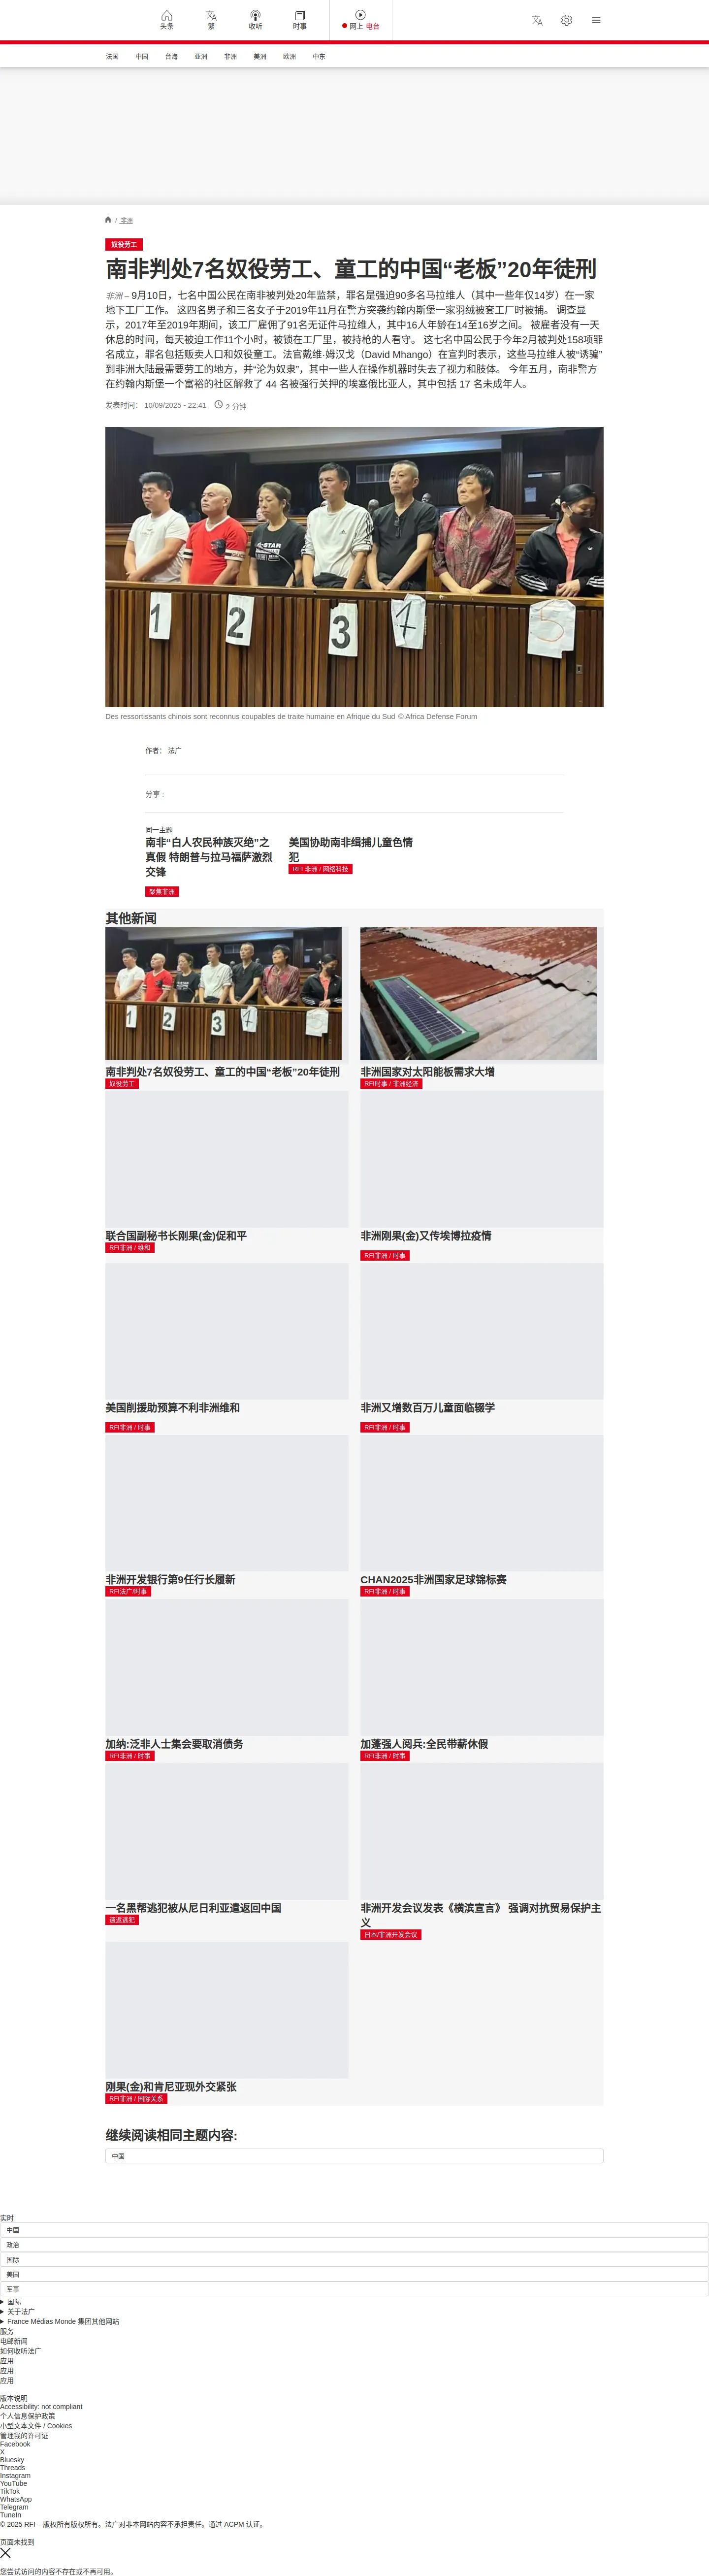 头条
繁
收听
时事
网上 电台
法国
中国
台海
亚洲
非洲
美洲
欧洲
中东
/ 非洲
奴役劳工
南非判处7名奴役劳工、童工的中国“老板”20年徒刑
非洲 – 9月10日，七名中国公民在南非被判处20年监禁，罪名是强迫90多名马拉维人（其中一些年仅14岁）在一家
地下工厂工作。 这四名男子和三名女子于2019年11月在警方突袭约翰内斯堡一家羽绒被套工厂时被捕。 调查显
示，2017年至2019年期间，该工厂雇佣了91名无证件马拉维人，其中16人年龄在14至16岁之间。 被雇者没有一天
休息的时间，每天被迫工作11个小时，被锁在工厂里，被持枪的人看守。 这七名中国公民于今年2月被判处158项罪
名成立，罪名包括贩卖人口和奴役童工。法官戴维·姆汉戈（David Mhango）在宣判时表示，这些马拉维人被“诱骗”
到非洲大陆最需要劳工的地方，并“沦为奴隶”，其中一些人在操作机器时失去了视力和肢体。 今年五月，南非警方
在约翰内斯堡一个富裕的社区解救了 44 名被强行关押的埃塞俄比亚人，其中包括 17 名未成年人。
发表时间： 10/09/2025 - 22:41
2 分钟
G-STAR
1
2
3
4
5
Des ressortissants chinois sont reconnus coupables de traite humaine en Afrique du Sud © Africa Defense Forum
作者： 法广
分享 :
同一主题
南非“白人农民种族灭绝”之
真假 特朗普与拉马福萨激烈
交锋
聚焦非洲
美国协助南非缉捕儿童色情
犯
RFI 非洲 / 网络科技
其他新闻
1
2
3
4
南非判处7名奴役劳工、童工的中国“老板”20年徒刑
奴役劳工
非洲国家对太阳能板需求大增
RFI时事 / 非洲经济
联合国副秘书长刚果(金)促和平
RFI非洲 / 维和
非洲刚果(金)又传埃博拉疫情
RFI非洲 / 时事
美国削援助预算不利非洲维和
RFI非洲 / 时事
非洲又增数百万儿童面临辍学
RFI非洲 / 时事
非洲开发银行第9任行长履新
RFI法广/时事
CHAN2025非洲国家足球锦标赛
RFI非洲 / 时事
加纳:泛非人士集会要取消债务
RFI非洲 / 时事
加蓬强人阅兵:全民带薪休假
RFI非洲 / 时事
一名黑帮逃犯被从尼日利亚遣返回中国
遣返逃犯
非洲开发会议发表《横滨宣言》 强调对抗贸易保护主
义
日本/非洲开发会议
刚果(金)和肯尼亚现外交紧张
RFI非洲 / 国际关系
继续阅读相同主题内容:
中国
实时
中国
政治
国际
美国
军事
国际
关于法广
France Médias Monde 集团其他网站
服务
电邮新闻
如何收听法广
应用
应用
应用
版本说明
Accessibility: not compliant
个人信息保护政策
小型文本文件 / Cookies
管理我的许可证
Facebook
X
Bluesky
Threads
Instagram
YouTube
TikTok
WhatsApp
Telegram
TuneIn
© 2025 RFI – 版权所有版权所有。法广对非本网站内容不承担责任。通过 ACPM 认证。
页面未找到
您尝试访问的内容不存在或不再可用。